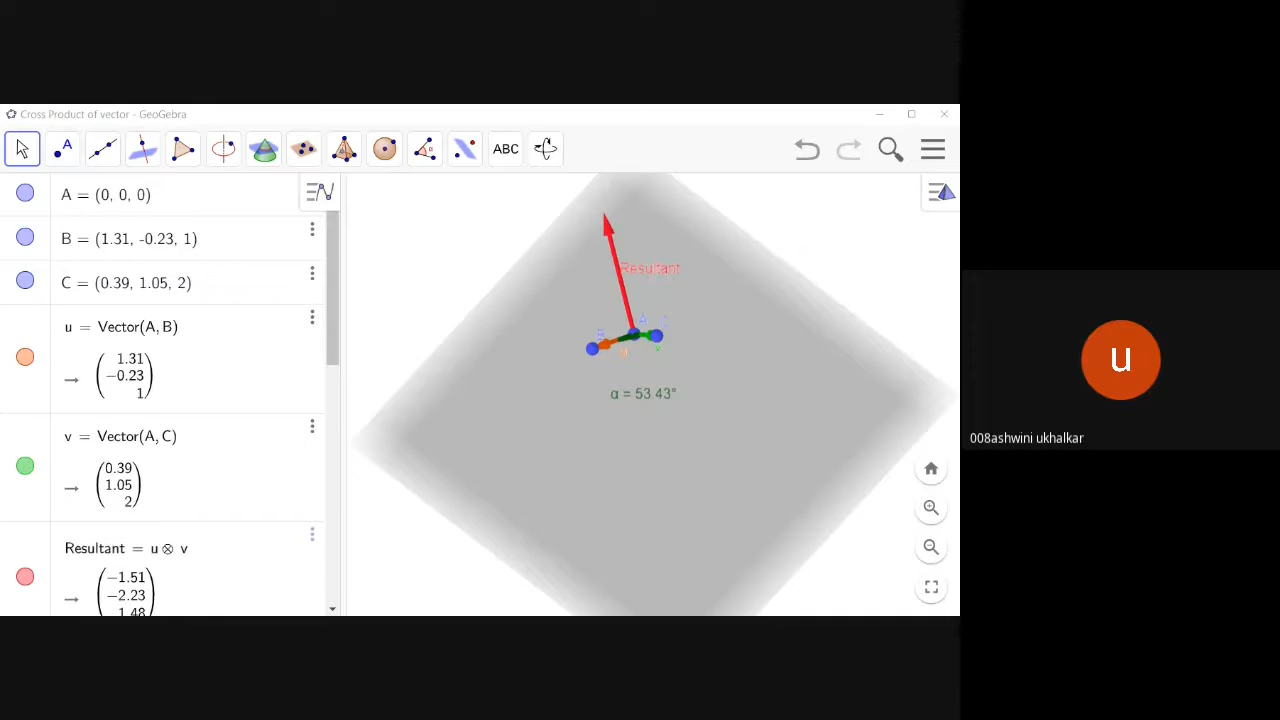 Cross Product of vector - GeoGebra
A
ABC
A = (0, 0, 0)
B = (1.31, -0.23, 1)
C = (0.39, 1.05, 2)
u = Vector(A, B)
→ (1.31
−0.23
1)
v = Vector(A, C)
→ (0.39
1.05
2)
Resultant = u ⊗ v
→ (−1.51
−2.23
1.48
Resultant
A
B
u
v
α = 53.43°
u
008ashwini ukhalkar